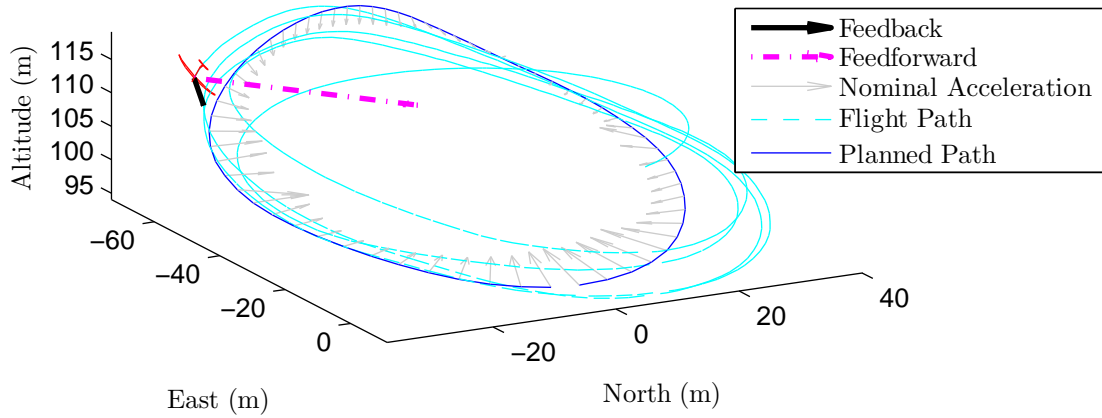 Feedback
Feedforward
Nominal Acceleration
Flight Path
Planned Path
Altitude (m)
115
110
105
100
95
−60
−40
−20
0
East (m)
−20
0
20
40
North (m)